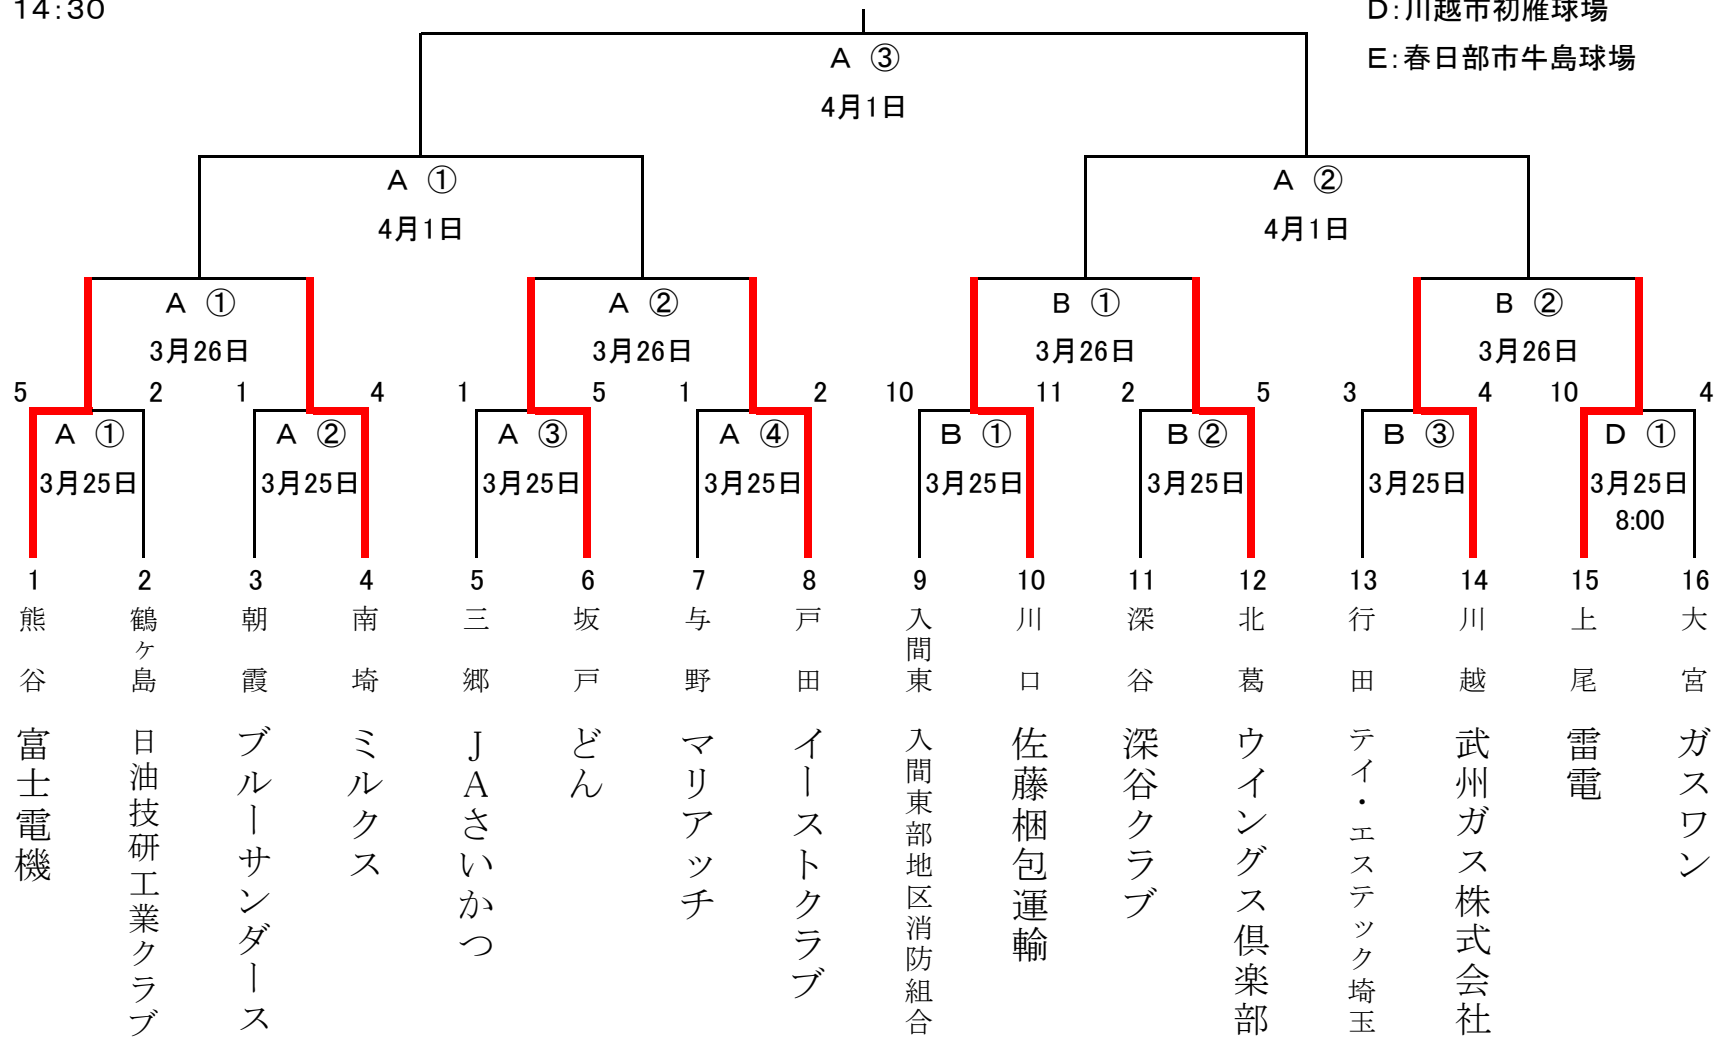 14:30
D:川越市初雁球場
E:春日部市牛島球場
A ③
4月1日
A ①
4月1日
A ②
4月1日
A ①
3月26日
A ②
3月26日
B ①
3月26日
B ②
3月26日
5 2 1 4 1 5 1 2 10 11 2 5 3 4 10 4
A ①
3月25日
A ②
3月25日
A ③
3月25日
A ④
3月25日
B ①
3月25日
B ②
3月25日
B ③
3月25日
D ①
3月25日
8:00
1
熊谷
富士電機
2
鶴ヶ島
日油技研工業クラブ
3
朝霞
ブルーサンダース
4
南埼
ミルクス
5
三郷
JAさいかつ
6
坂戸
どん
7
与野
マリアッチ
8
戸田
イーストクラブ
9
入間東
入間東部地区消防組合
10
川口
佐藤梱包運輸
11
深谷
深谷クラブ
12
北葛
ウイングス倶楽部
13
行田
テイ・エステック埼玉
14
川越
武州ガス株式会社
15
上尾
雷電
16
大宮
ガスワン